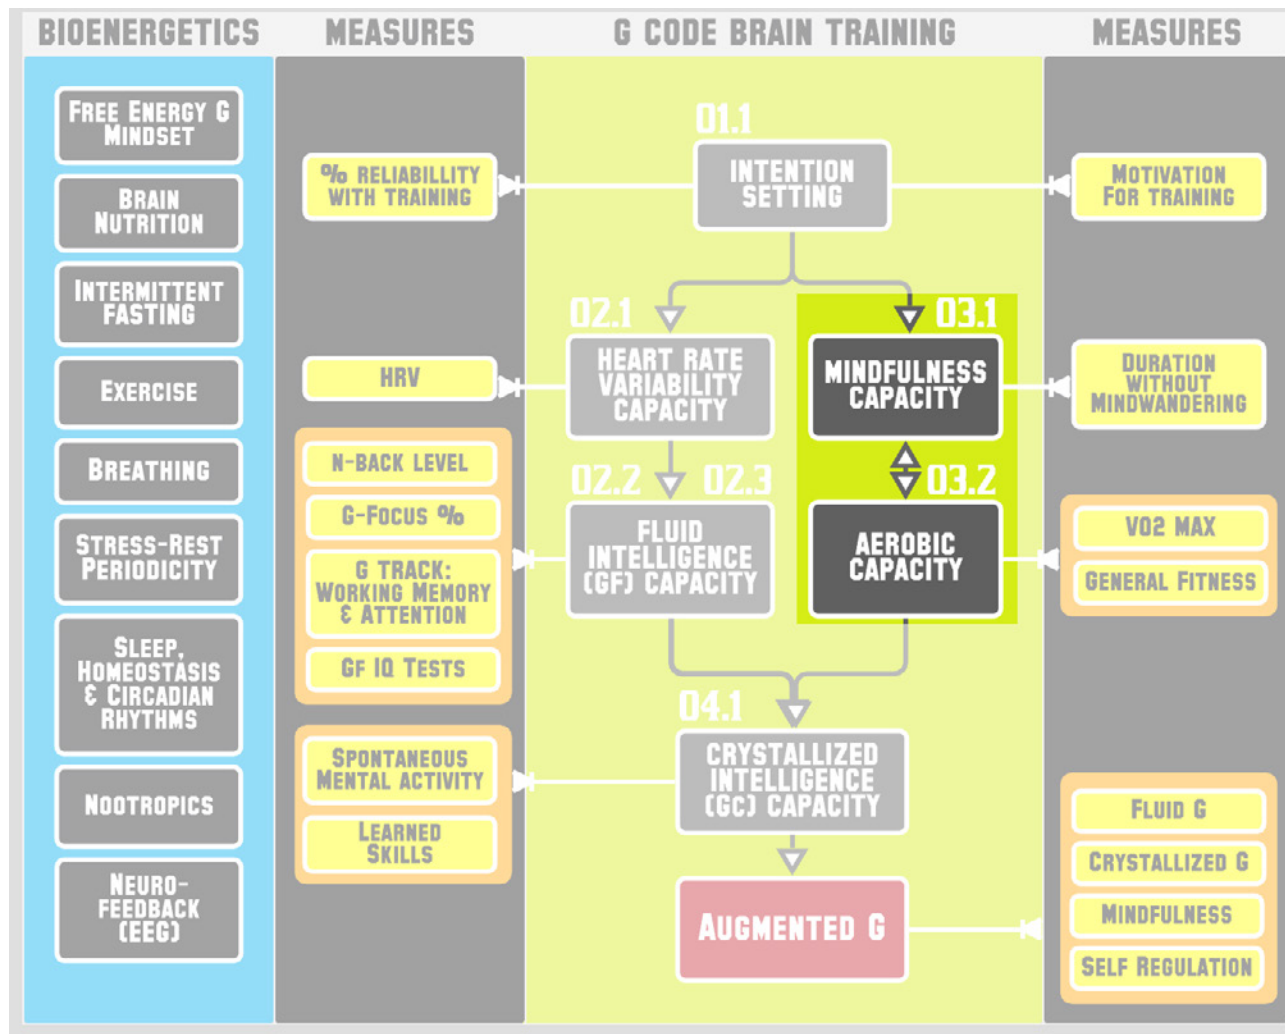 BIOENERGETICS
MEASURES
G CODE BRAIN TRAINING
MEASURES
FREE ENERGY G
MINDSET
BRAIN
NUTRITION
INTERMITTENT
FASTING
EXERCISE
BREATHING
STRESS-REST
PERIODICITY
SLEEP,
HOMEOSTASIS
& CIRCADIAN
RHYTHMS
NOOTROPICS
NEURO-
FEEDBACK
(EEG)
% RELIABILLITY
WITH TRAINING
HRV
N-BACK LEVEL
G-FOCUS %
G TRACK:
WORKING MEMORY
& ATTENTION
GF IQ TESTS
SPONTANEOUS
MENTAL ACTIVITY
LEARNED
SKILLS
01.1
INTENTION
SETTING
02.1
HEART RATE
VARIABILITY
CAPACITY
03.1
MINDFULNESS
CAPACITY
02.2
02.3
FLUID
INTELLIGENCE
(GF) CAPACITY
03.2
AEROBIC
CAPACITY
04.1
CRYSTALLIZED
INTELLIGENCE
(GC) CAPACITY
AUGMENTED G
MOTIVATION
FOR TRAINING
DURATION
WITHOUT
MINDWANDERING
VO2 MAX
GENERAL FITNESS
FLUID G
CRYSTALLIZED G
MINDFULNESS
SELF REGULATION